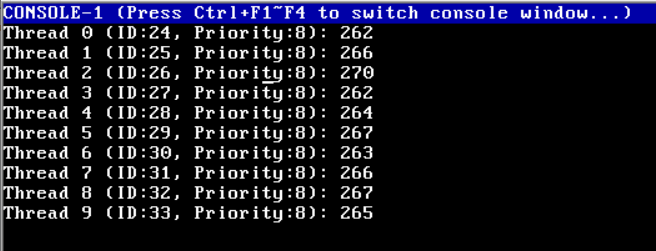 CONSOLE-1 (Press Ctrl+F1~F4 to switch console window...)
Thread 0 (ID:24, Priority:8): 262
Thread 1 (ID:25, Priority:8): 266
Thread 2 (ID:26, Priority:8): 270
Thread 3 (ID:27, Priority:8): 262
Thread 4 (ID:28, Priority:8): 264
Thread 5 (ID:29, Priority:8): 267
Thread 6 (ID:30, Priority:8): 263
Thread 7 (ID:31, Priority:8): 266
Thread 8 (ID:32, Priority:8): 267
Thread 9 (ID:33, Priority:8): 265